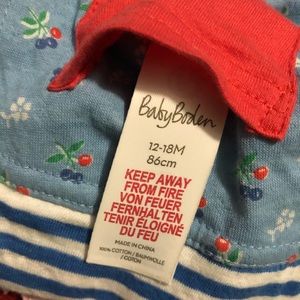 BabyBoden
12-18M
86cm
KEEP AWAY
FROM FIRE
VON FEUER
FERNHALTEN
TENIR ÉLOIGNÉ
DU FEU
MADE IN CHINA
100% COTTON / BAUMWOLLE
/ COTON